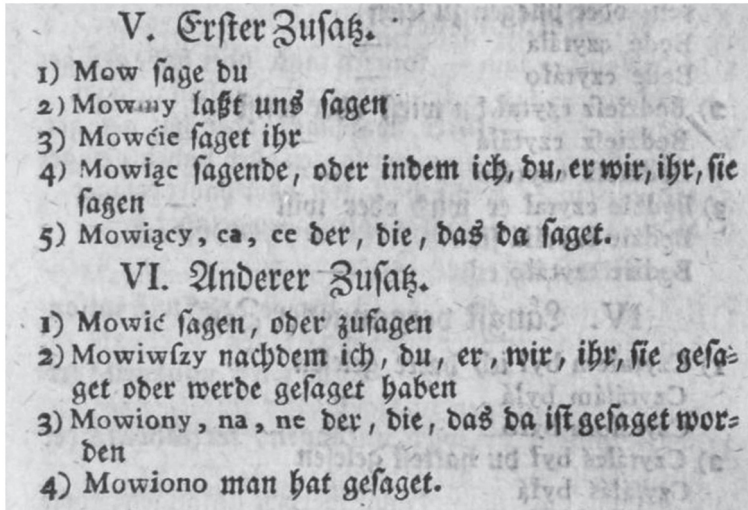 V. Erſter Zuſatz.
1) Mow ſage du
2) Mowmy laßt uns ſagen
3) Mowćie ſaget ihr
4) Mowiąc ſagende, oder indem ich, du, er wir, ihr, ſie
ſagen
5) Mowiący, ca, ce der, die, das da ſaget.
VI. Anderer Zuſatz.
1) Mowić ſagen, oder zuſagen
2) Mowiwſzy nachdem ich, du, er, wir, ihr, ſie geſa-
get oder werde geſaget haben
3) Mowiony, na, ne der, die, das da iſt geſaget wor-
den
4) Mowiono man hat geſaget.